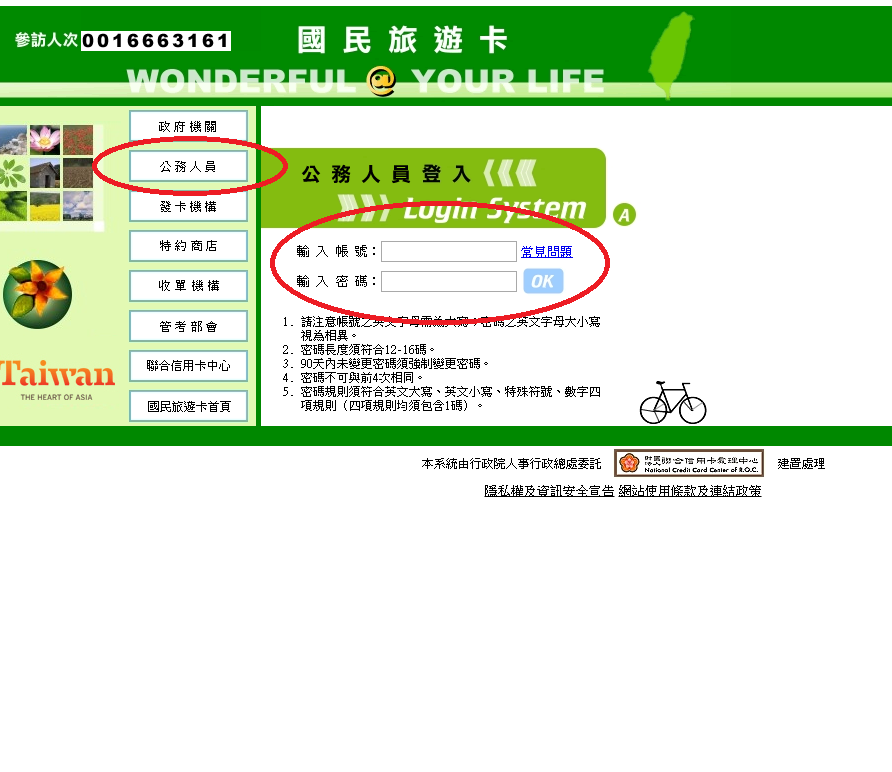 參訪人次 0016663161
國民旅遊卡
WONDERFUL @ YOUR LIFE
政府機關
公務人員
發卡機構
特約商店
收單機構
管考部會
聯合信用卡中心
國民旅遊卡首頁
Taiwan
THE HEART OF ASIA
公務人員登入
Login System
A
輸入帳號：
常見問題
輸入密碼：
OK
1. 請注意帳號之英文字母需為大寫；密碼之英文字母大小寫
視為相異。
2. 密碼長度須符合12-16碼。
3. 90天內未變更密碼須強制變更密碼。
4. 密碼不可與前4次相同。
5. 密碼規則須符合英文大寫、英文小寫、特殊符號、數字四
項規則（四項規則均須包含1碼）。
本系統由行政院人事行政總處委託 財團法人聯合信用卡處理中心 建置處理
National Credit Card Center of R.O.C.
隱私權及資訊安全宣告 網站使用條款及連結政策